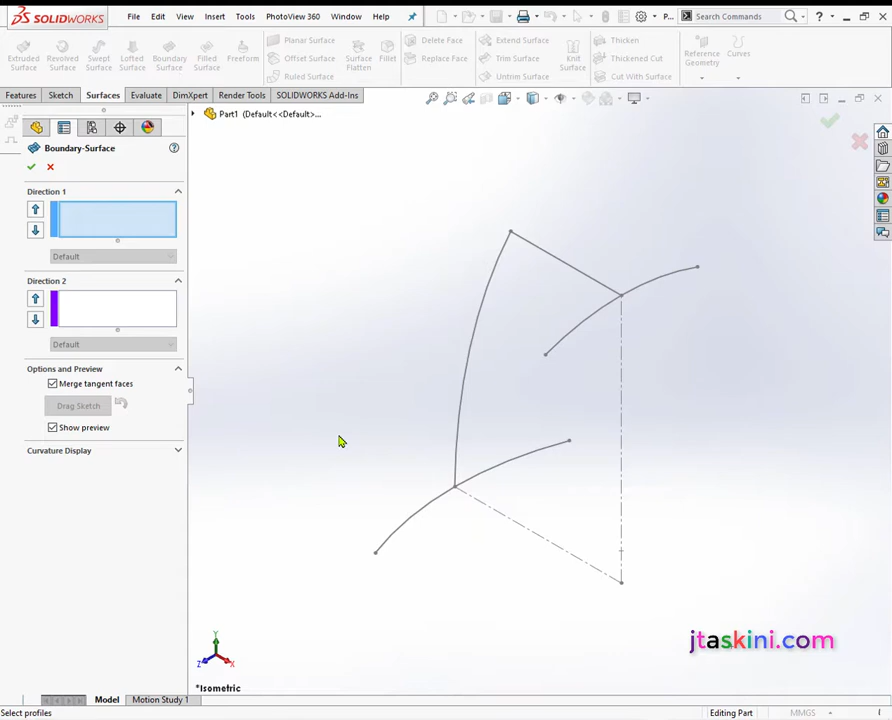 SOLIDWORKS
File Edit View Insert Tools PhotoView 360 Window Help
P...
Search Commands
?
Extruded Surface
Revolved Surface
Swept Surface
Lofted Surface
Boundary Surface
Filled Surface
Freeform
Planar Surface
Offset Surface
Ruled Surface
Surface Flatten
Fillet
Delete Face
Replace Face
Extend Surface
Trim Surface
Untrim Surface
Knit Surface
Thicken
Thickened Cut
Cut With Surface
Reference Geometry
Curves
Features Sketch Surfaces Evaluate DimXpert Render Tools SOLIDWORKS Add-Ins
Part1 (Default<<Default>...
Boundary-Surface
?
Direction 1
Default
Direction 2
Default
Options and Preview
Merge tangent faces
Drag Sketch
Show preview
Curvature Display
Y
Z
X
*Isometric
jtaskini.com
Model Motion Study 1
Select profiles
Editing Part
MMGS